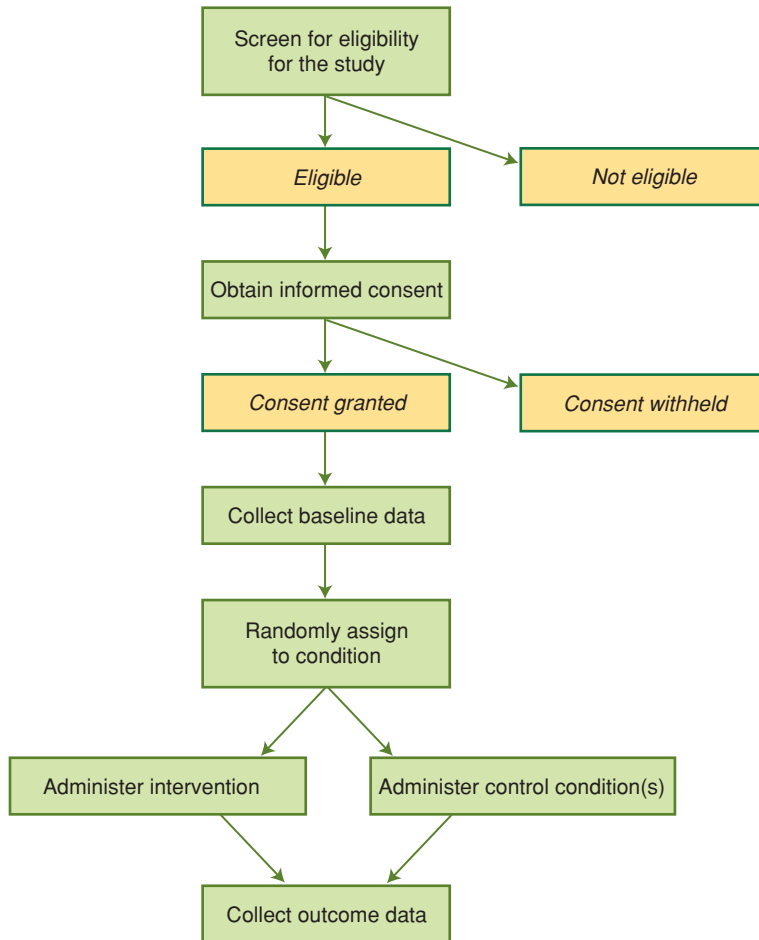 Screen for eligibility
for the study
Eligible
Not eligible
Obtain informed consent
Consent granted
Consent withheld
Collect baseline data
Randomly assign
to condition
Administer intervention
Administer control condition(s)
Collect outcome data